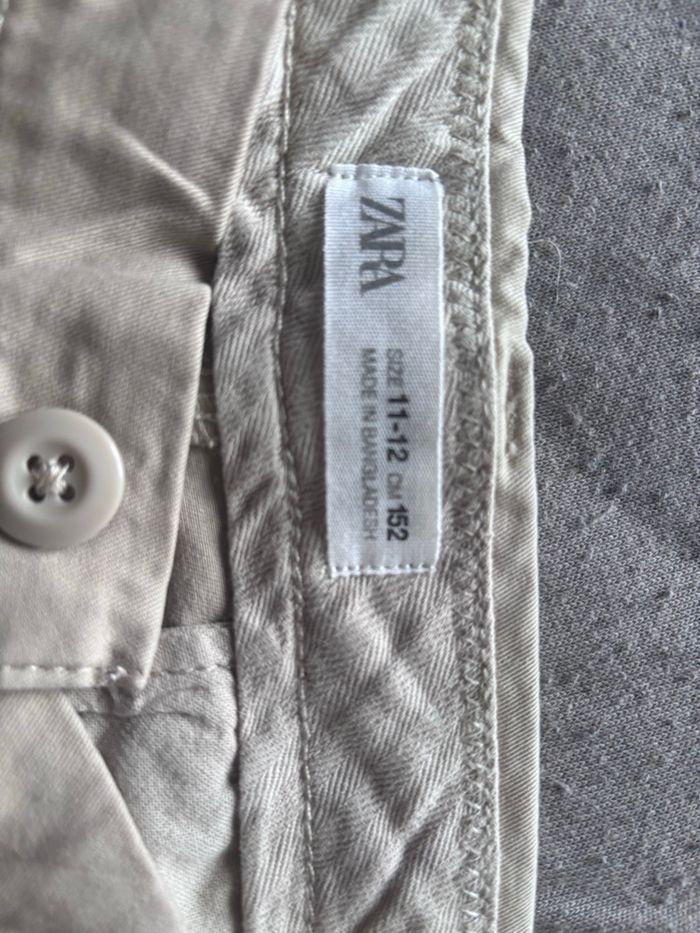 ZARA
SIZE 11-12 CM 152
MADE IN BANGLADESH